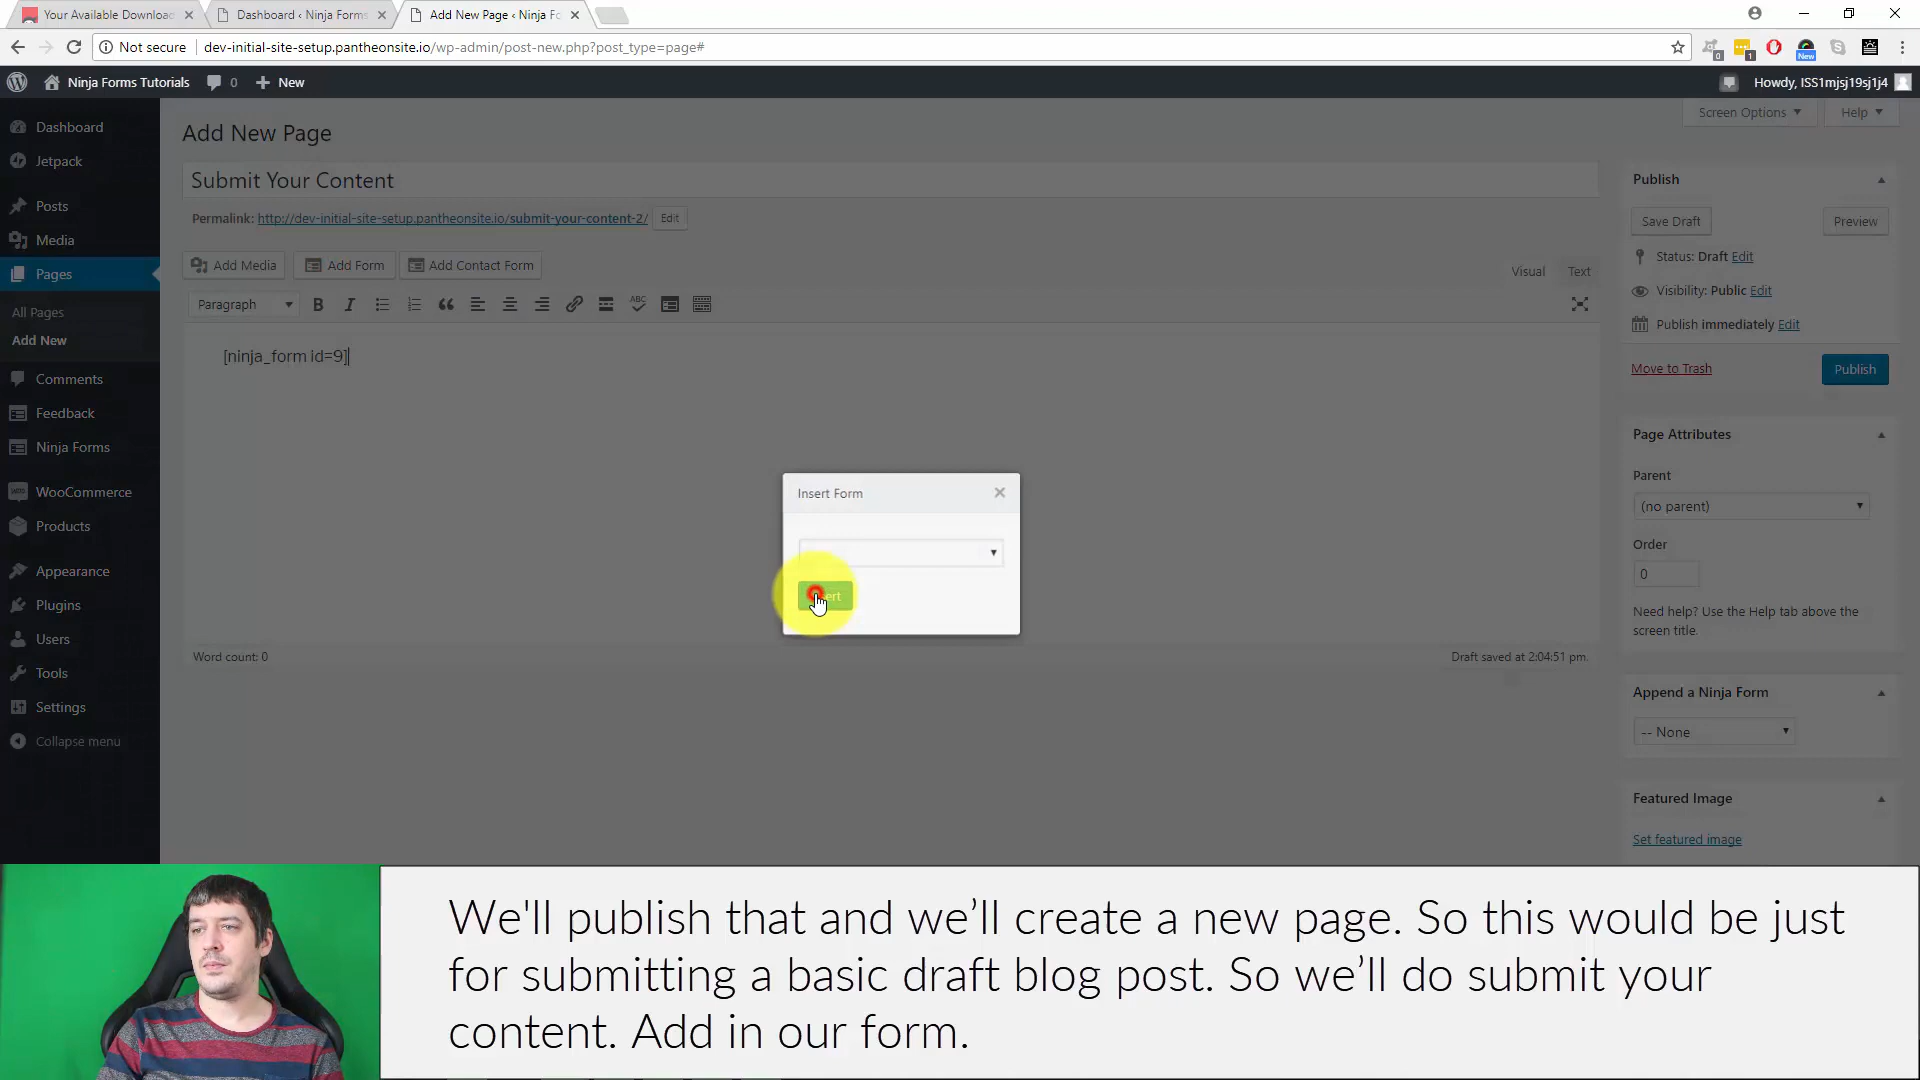 Your Available Download
Dashboard ‹ Ninja Forms
Add New Page ‹ Ninja Fo
Not secure
dev-initial-site-setup.pantheonsite.io/wp-admin/post-new.php?post_type=page#
0
1
New
Ninja Forms Tutorials
0
New
Howdy, ISS1mjsj19sj1j4
Dashboard
Jetpack
Posts
Media
Pages
All Pages
Add New
Comments
Feedback
Ninja Forms
WooCommerce
Products
Appearance
Plugins
Users
Tools
Settings
Collapse menu
Screen Options
Help
Add New Page
Submit Your Content
Permalink: http://dev-initial-site-setup.pantheonsite.io/submit-your-content-2/ Edit
Add Media
Add Form
Add Contact Form
Visual
Text
Paragraph
B
I
ABC
[ninja_form id=9]
Insert Form
Word count: 0
Draft saved at 2:04:51 pm.
Publish
Save Draft
Preview
Status: Draft Edit
Visibility: Public Edit
Publish immediately Edit
Move to Trash
Publish
Page Attributes
Parent
(no parent)
Order
0
Need help? Use the Help tab above the
screen title.
Append a Ninja Form
-- None
Featured Image
Set featured image
We'll publish that and we’ll create a new page. So this would be just
for submitting a basic draft blog post. So we’ll do submit your
content. Add in our form.